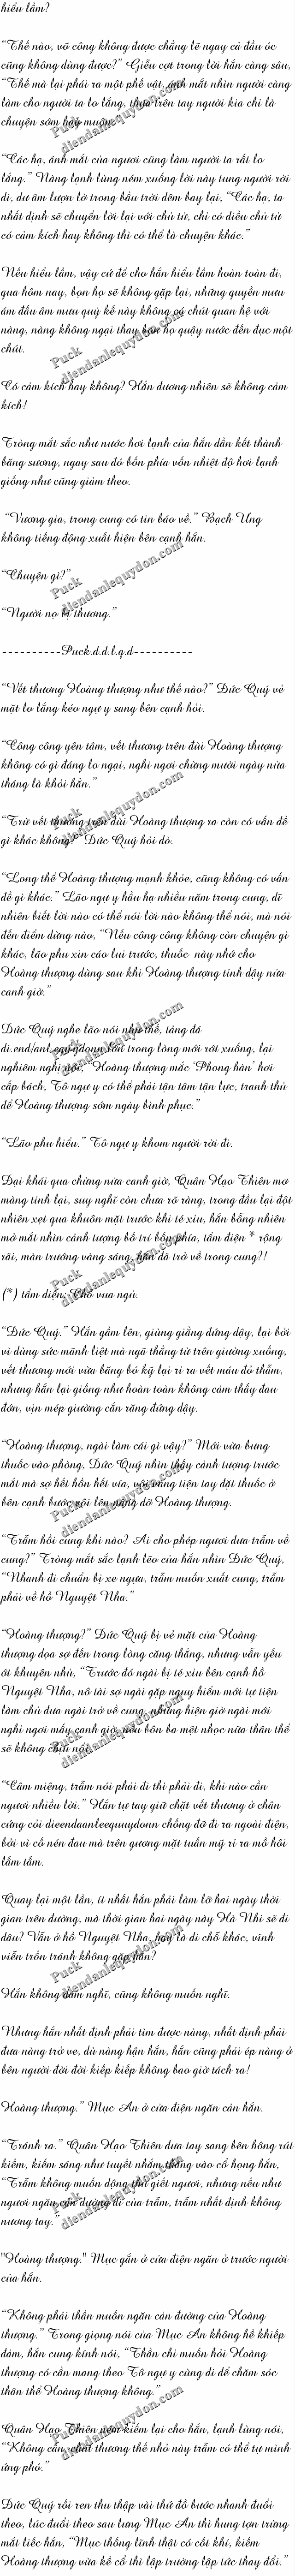 hiểu lầm?
“Thế nào, võ công không được chẳng lẽ ngay cả đầu óc
cũng không dùng được?” Giễu cợt trong lời hắn càng sâu,
“Thế mà lại phái ra một phế vật, ánh mắt nhìn người càng
làm cho người ta lo lắng, thua trên tay người kia chỉ là
chuyện sớm hay muộn.”
“Các hạ, ánh mắt của ngươi cũng làm người ta rất lo
lắng.” Nàng lạnh lùng ném xuống lời này tung người rời
đi, dư âm lượn lờ trong bầu trời đêm bay lại, “Các hạ, ta
nhất định sẽ chuyển lời lại với chủ tử, chỉ có điều chủ tử
có cảm kích hay không thì có thể là chuyện khác.”
Nếu hiểu lầm, vậy cứ để cho hắn hiểu lầm hoàn toàn đi,
qua hôm nay, bọn họ sẽ không gặp lại, những quyền mưu
ám đấu âm mưu quỷ kế này không có chút quan hệ với
nàng, nàng không ngại thay bọn họ quậy nước đến đục một
chút.
Có cảm kích hay không? Hắn đương nhiên sẽ không cảm
kích!
Tròng mắt sắc như nước hơi lạnh của hắn dần kết thành
băng sương, ngay sau đó bốn phía vốn nhiệt độ hơi lạnh
giống như cũng giảm theo.
“Vương gia, trong cung có tin báo về.” Bạch Ưng
không tiếng động xuất hiện bên cạnh hắn.
“Chuyện gì?”
“Người nọ bị thương.”
----------Puck.d.d.l.q.d----------
“Vết thương Hoàng thượng như thế nào?” Đức Quý vẻ
mặt lo lắng kéo ngự y sang bên cạnh hỏi.
“Công công yên tâm, vết thương trên đùi Hoàng thượng
không có gì đáng lo ngại, nghỉ ngơi chừng mười ngày nửa
tháng là khỏi hẳn.”
“Trừ vết thương trên đùi Hoàng thượng ra còn có vấn đề
gì khác không?” Đức Quý hỏi dò.
“Long thể Hoàng thượng mạnh khỏe, cũng không có vấn
đề gì khác.” Lão ngự y hầu hạ nhiều năm trong cung, dĩ
nhiên biết lời nào có thể nói lời nào không thể nói, mà nói
đến điểm dừng nào, “Nếu công công không còn chuyện gì
khác, lão phu xin cáo lui trước, thuốc này nhớ cho
Hoàng thượng dùng sau khi Hoàng thượng tỉnh dậy nửa
canh giờ.”
Đức Quý nghe lão nói như thế, tảng đá
trong lòng mới rớt xuống, lại
nghiêm nghị nói, “Hoàng thượng mắc ‘Phong hàn’ hơi
cấp bách, Tô ngự y có thể phải tận tâm tận lực, tranh thủ
để Hoàng thượng sớm ngày bình phục.”
“Lão phu hiểu.” Tô ngự y khom người rời đi.
Đại khái qua chừng nửa canh giờ, Quân Hạo Thiên mơ
màng tỉnh lại, suy nghĩ còn chưa rõ ràng, trong đầu lại đột
nhiên xẹt qua khuôn mặt trước khi té xỉu, hắn bỗng nhiên
mở mắt nhìn cảnh tượng bố trí bốn phía, tẩm điện * rộng
rãi, màn trướng vàng sáng, hắn đã trở về trong cung?!
(*) tẩm điện: Chỗ vua ngủ.
“Đức Quý.” Hắn gầm lên, giùng giằng đứng dậy, lại bởi
vì dùng sức mãnh liệt mà ngã thẳng từ trên giường xuống,
vết thương mới vừa băng bó kỹ lại rỉ ra vết máu đỏ thẫm,
nhưng hắn lại giống như hoàn toàn không cảm thấy đau
đớn, vịn mép giường cắn răng đứng dậy.
“Hoàng thượng, ngài làm cái gì vậy?” Mới vừa bưng
thuốc vào phòng, Đức Quý nhìn thấy cảnh tượng trước
mắt mà sợ hết hồn hết vía, vội vàng tiện tay đặt thuốc ở
bên cạnh bước vội lên nâng đỡ Hoàng thượng.
“Trẫm hồi cung khi nào? Ai cho phép ngươi đưa trẫm về
cung?” Tròng mắt sắc lạnh lẽo của hắn nhìn Đức Quý,
“Nhanh đi chuẩn bị xe ngựa, trẫm muốn xuất cung, trẫm
phải về hồ Nguyệt Nha.”
“Hoàng thượng?” Đức Quý bị vẻ mặt của Hoàng
thượng dọa sợ đến trong lòng căng thẳng, nhưng vẫn yếu
ớt khuyên nhủ, “Trước đó ngài bị té xỉu bên cạnh hồ
Nguyệt Nha, nô tài sợ ngài gặp nguy hiểm mới tự tiện
làm chủ đưa ngài trở về cung, nhưng hiện giờ ngài mới
nghỉ ngơi mấy canh giờ, nếu bôn ba mệt nhọc nữa thân thể
sẽ không chịu nổi.”
“Câm miệng, trẫm nói phải đi thì phải đi, khi nào cần
ngươi nhiều lời.” Hắn tự tay giữ chặt vết thương ở chân
cứng cỏi dieendaanleequuydonn chống đỡ đi ra ngoài điện,
bởi vì cố nén đau mà trên gương mặt tuấn mỹ rỉ ra mồ hôi
lấm tấm.
Quay lại một lần, ít nhất hắn phải làm lỡ hai ngày thời
gian trên đường, mà thời gian hai ngày này Hà Nhi sẽ đi
đâu? Vẫn ở hồ Nguyệt Nha, hay là đi chỗ khác, vĩnh
viễn trốn tránh không gặp hắn?
Hắn không dám nghĩ, cũng không muốn nghĩ.
Nhưng hắn nhất định phải tìm được nàng, nhất định phải
đưa nàng trở về, dù nàng hận hắn, hắn cũng phải ép nàng ở
bên người đời đời kiếp kiếp không bao giờ tách ra!
Hoàng thượng.” Mục An ở cửa điện ngăn cản hắn.
“Tránh ra.” Quân Hạo Thiên đưa tay sang bên hông rút
kiếm, kiếm sáng như tuyết nhắm thẳng vào cổ họng hắn,
“Trẫm không muốn động thủ giết ngươi, nhưng nếu như
ngươi ngăn cản đường đi của trẫm, trẫm nhất định không
nương tay.”
"Hoàng thượng." Mục gắn ở cửa điện ngăn ở trước người
của hắn.
“Không phải thần muốn ngăn cản đường của Hoàng
thượng.” Trong giọng nói của Mục An không hề khiếp
đảm, hắn cung kính nói, “Thần chỉ muốn hỏi Hoàng
thượng có cần mang theo Tô ngự y cùng đi để chăm sóc
thân thể Hoàng thượng không.”
Quân Hạo Thiên ném kiếm lại cho hắn, lạnh lùng nói,
“Không cần, chút thương thế nhỏ này trẫm có thể tự mình
ứng phó.”
Đức Quý rối ren thu thập vài thứ đồ bước nhanh đuổi
theo, lúc đuổi theo sau lưng Mục An thì hung tợn trừng
mắt liếc hắn, “Mục thống lĩnh thật có cốt khí, kiếm
Hoàng thượng vừa kề cổ thì lập trường lập tức thay đổi.”